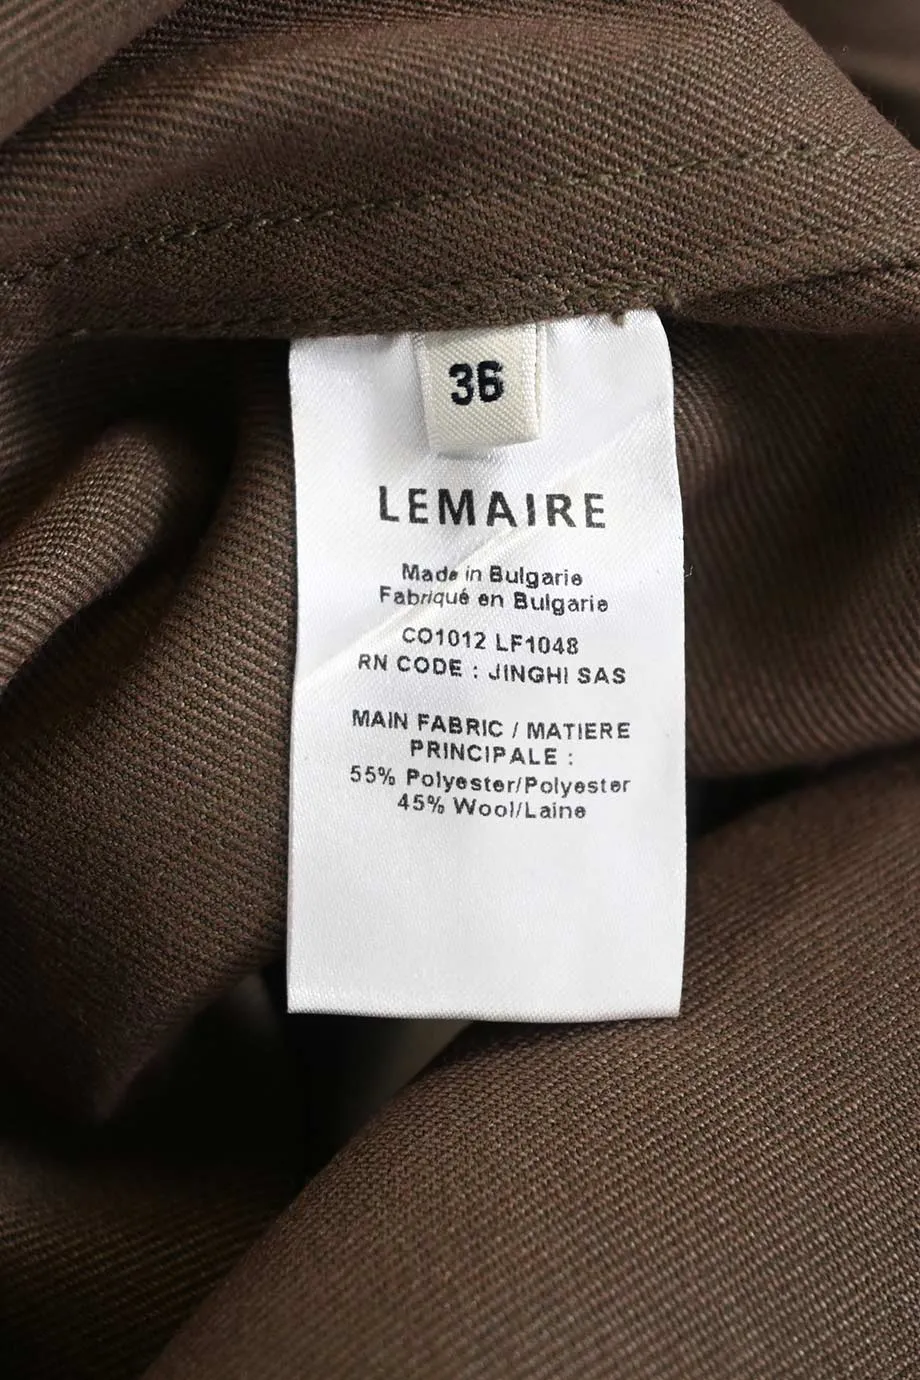 36
LEMAIRE
Made in Bulgarie
Fabriqué en Bulgarie
CO1012 LF1048
RN CODE : JINGHI SAS
MAIN FABRIC / MATIERE
PRINCIPALE :
55% Polyester/Polyester
45% Wool/Laine